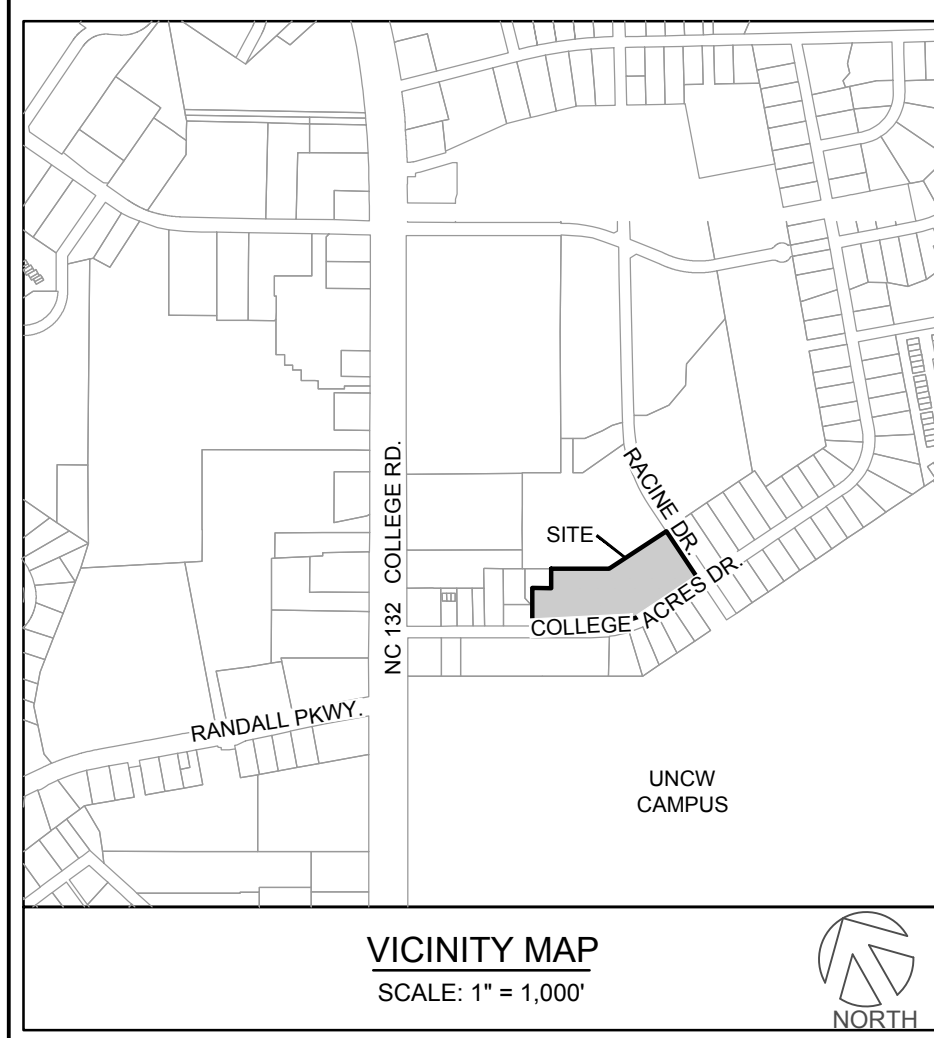 NC 132 COLLEGE RD.
RACINE DR.
SITE
COLLEGE ACRES DR.
RANDALL PKWY.
UNCW
CAMPUS
VICINITY MAP
SCALE: 1" = 1,000'
NORTH